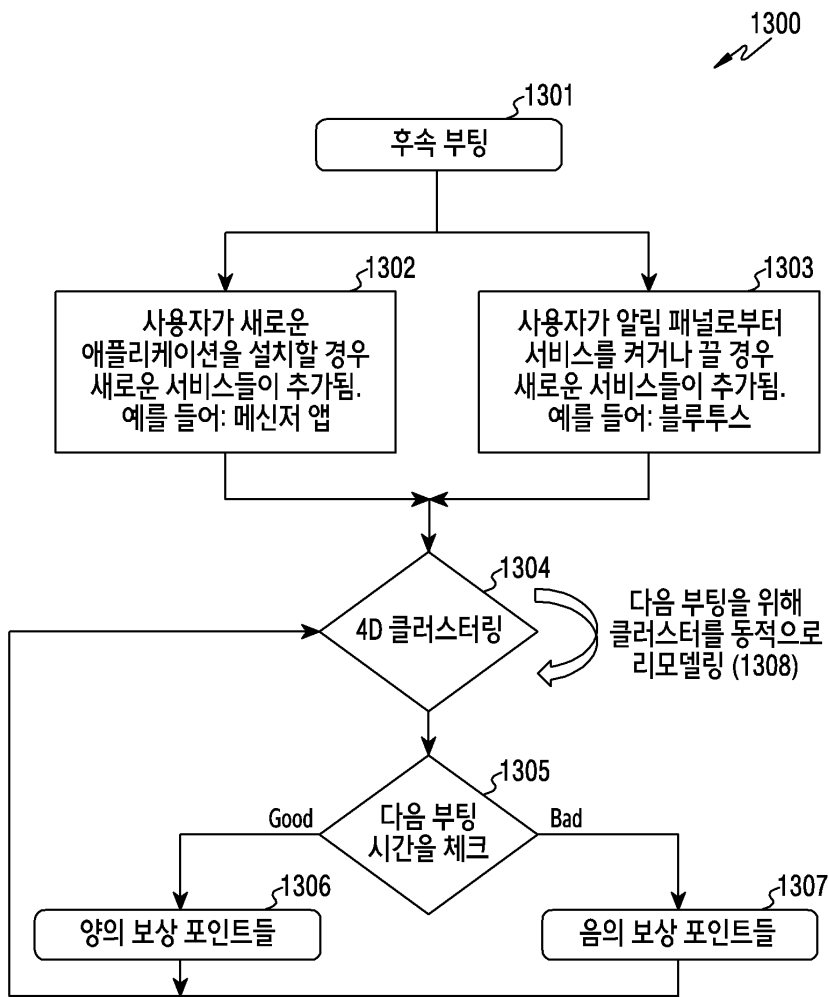 1300
1301
후속 부팅
1302
사용자가 새로운
애플리케이션을 설치할 경우
새로운 서비스들이 추가됨.
예를 들어: 메신저 앱
1303
사용자가 알림 패널로부터
서비스를 켜거나 끌 경우
새로운 서비스들이 추가됨.
예를 들어: 블루투스
1304
4D 클러스터링
다음 부팅을 위해
클러스터를 동적으로
리모델링 (1308)
1305
다음 부팅
시간을 체크
Good
Bad
1306
양의 보상 포인트들
1307
음의 보상 포인트들